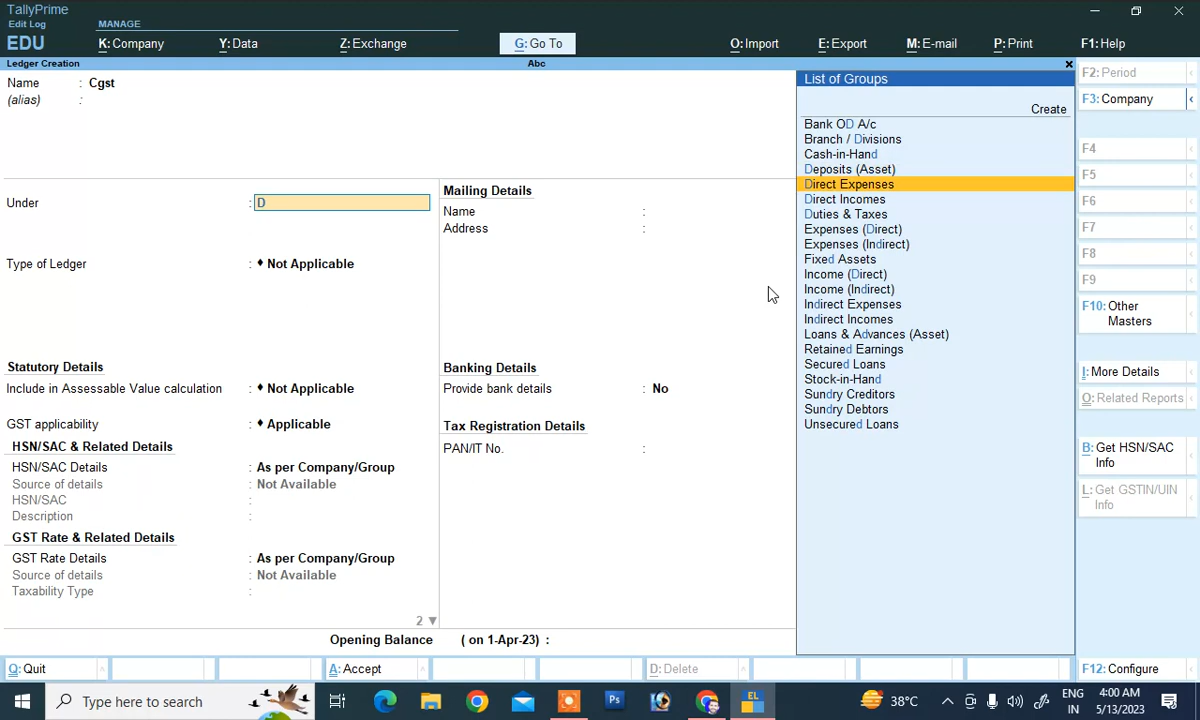 TallyPrime
Edit Log
EDU
MANAGE
K: Company
Y: Data
Z: Exchange
G: Go To
O: Import
E: Export
M: E-mail
P: Print
F1: Help
Ledger Creation
Abc
Name : Cgst
(alias) :
Under : D
Type of Ledger : ♦ Not Applicable
Statutory Details
Include in Assessable Value calculation : ♦ Not Applicable
GST applicability : ♦ Applicable
HSN/SAC & Related Details
HSN/SAC Details : As per Company/Group
Source of details : Not Available
HSN/SAC :
Description :
GST Rate & Related Details
GST Rate Details : As per Company/Group
Source of details : Not Available
Taxability Type :
2 ▼
Mailing Details
Name :
Address :
Banking Details
Provide bank details : No
Tax Registration Details
PAN/IT No. :
Opening Balance ( on 1-Apr-23) :
List of Groups
Create
Bank OD A/c
Branch / Divisions
Cash-in-Hand
Deposits (Asset)
Direct Expenses
Direct Incomes
Duties & Taxes
Expenses (Direct)
Expenses (Indirect)
Fixed Assets
Income (Direct)
Income (Indirect)
Indirect Expenses
Indirect Incomes
Loans & Advances (Asset)
Retained Earnings
Secured Loans
Stock-in-Hand
Sundry Creditors
Sundry Debtors
Unsecured Loans
F2: Period
F3: Company
F4
F5
F6
F7
F8
F9
F10: Other
Masters
I: More Details
O: Related Reports
B: Get HSN/SAC
Info
L: Get GSTIN/UIN
Info
Q: Quit
A: Accept
D: Delete
F12: Configure
Type here to search
Ps
EL
38°C
ENG
IN
4:00 AM
5/13/2023